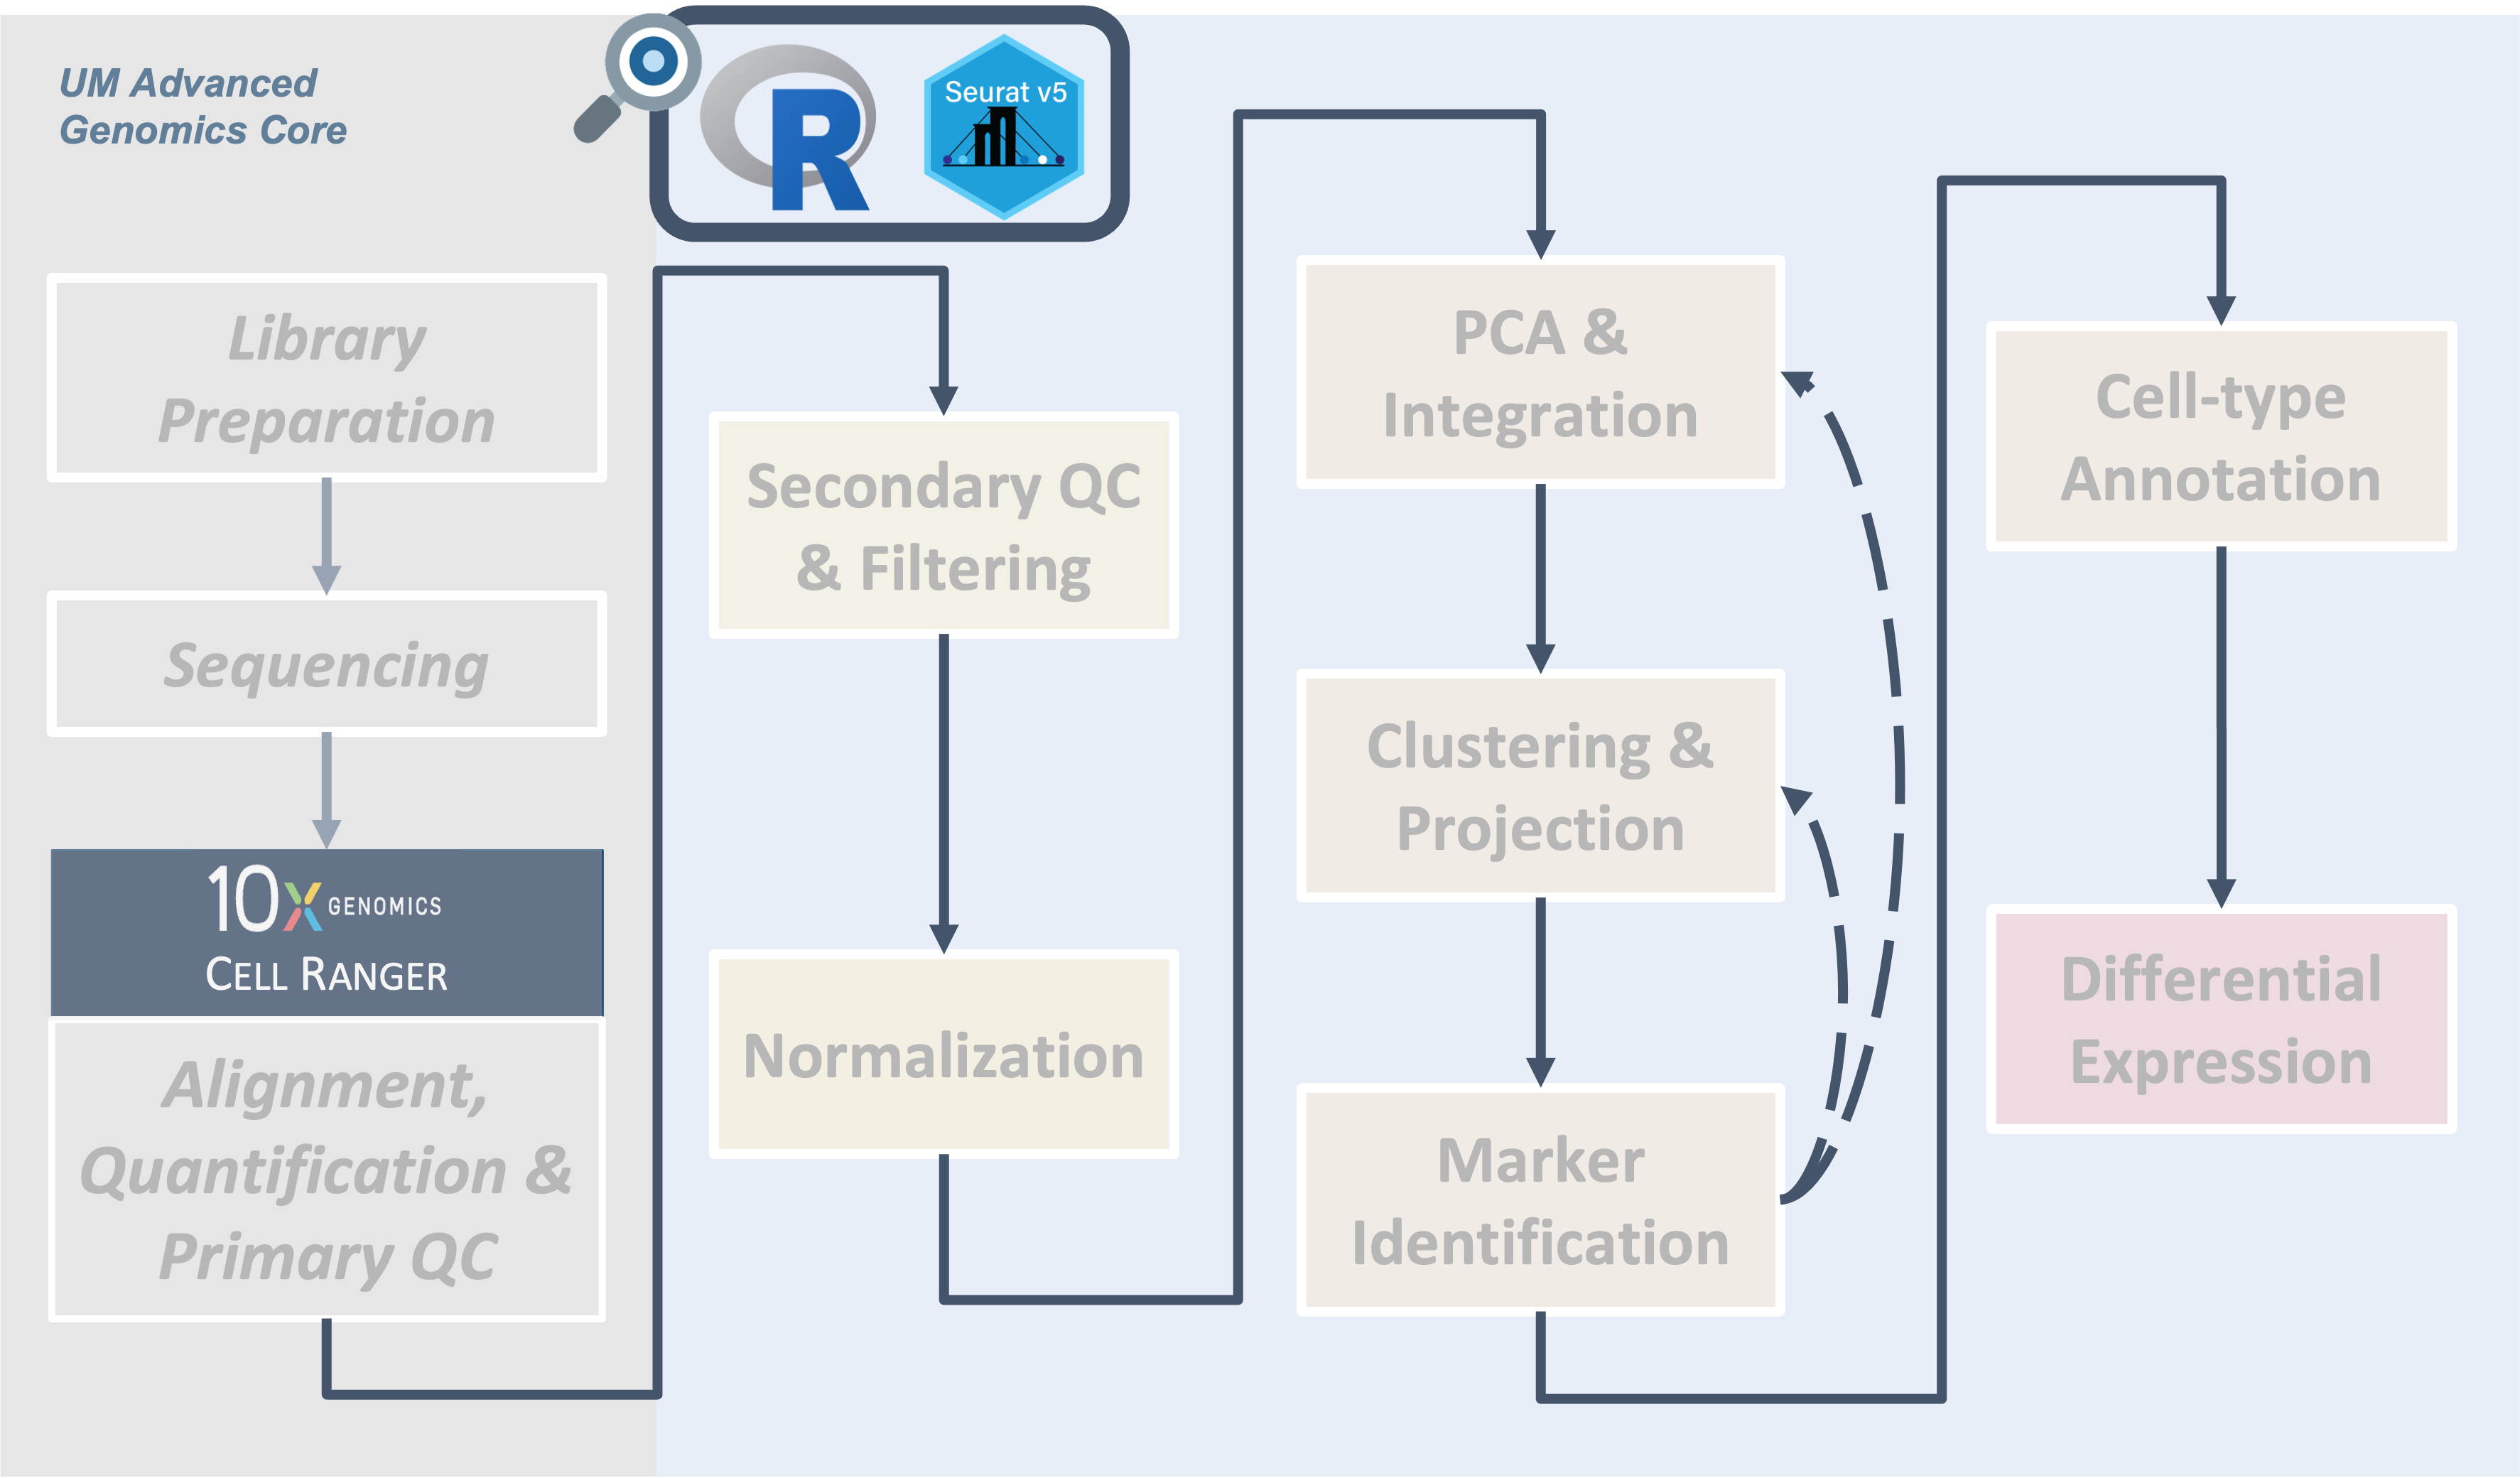 UM Advanced
Genomics Core
R
Seurat v5
Library
Preparation
Sequencing
10x GENOMICS
CELL RANGER
Alignment,
Quantification &
Primary QC
Secondary QC
& Filtering
Normalization
PCA &
Integration
Clustering &
Projection
Marker
Identification
Cell-type
Annotation
Differential
Expression